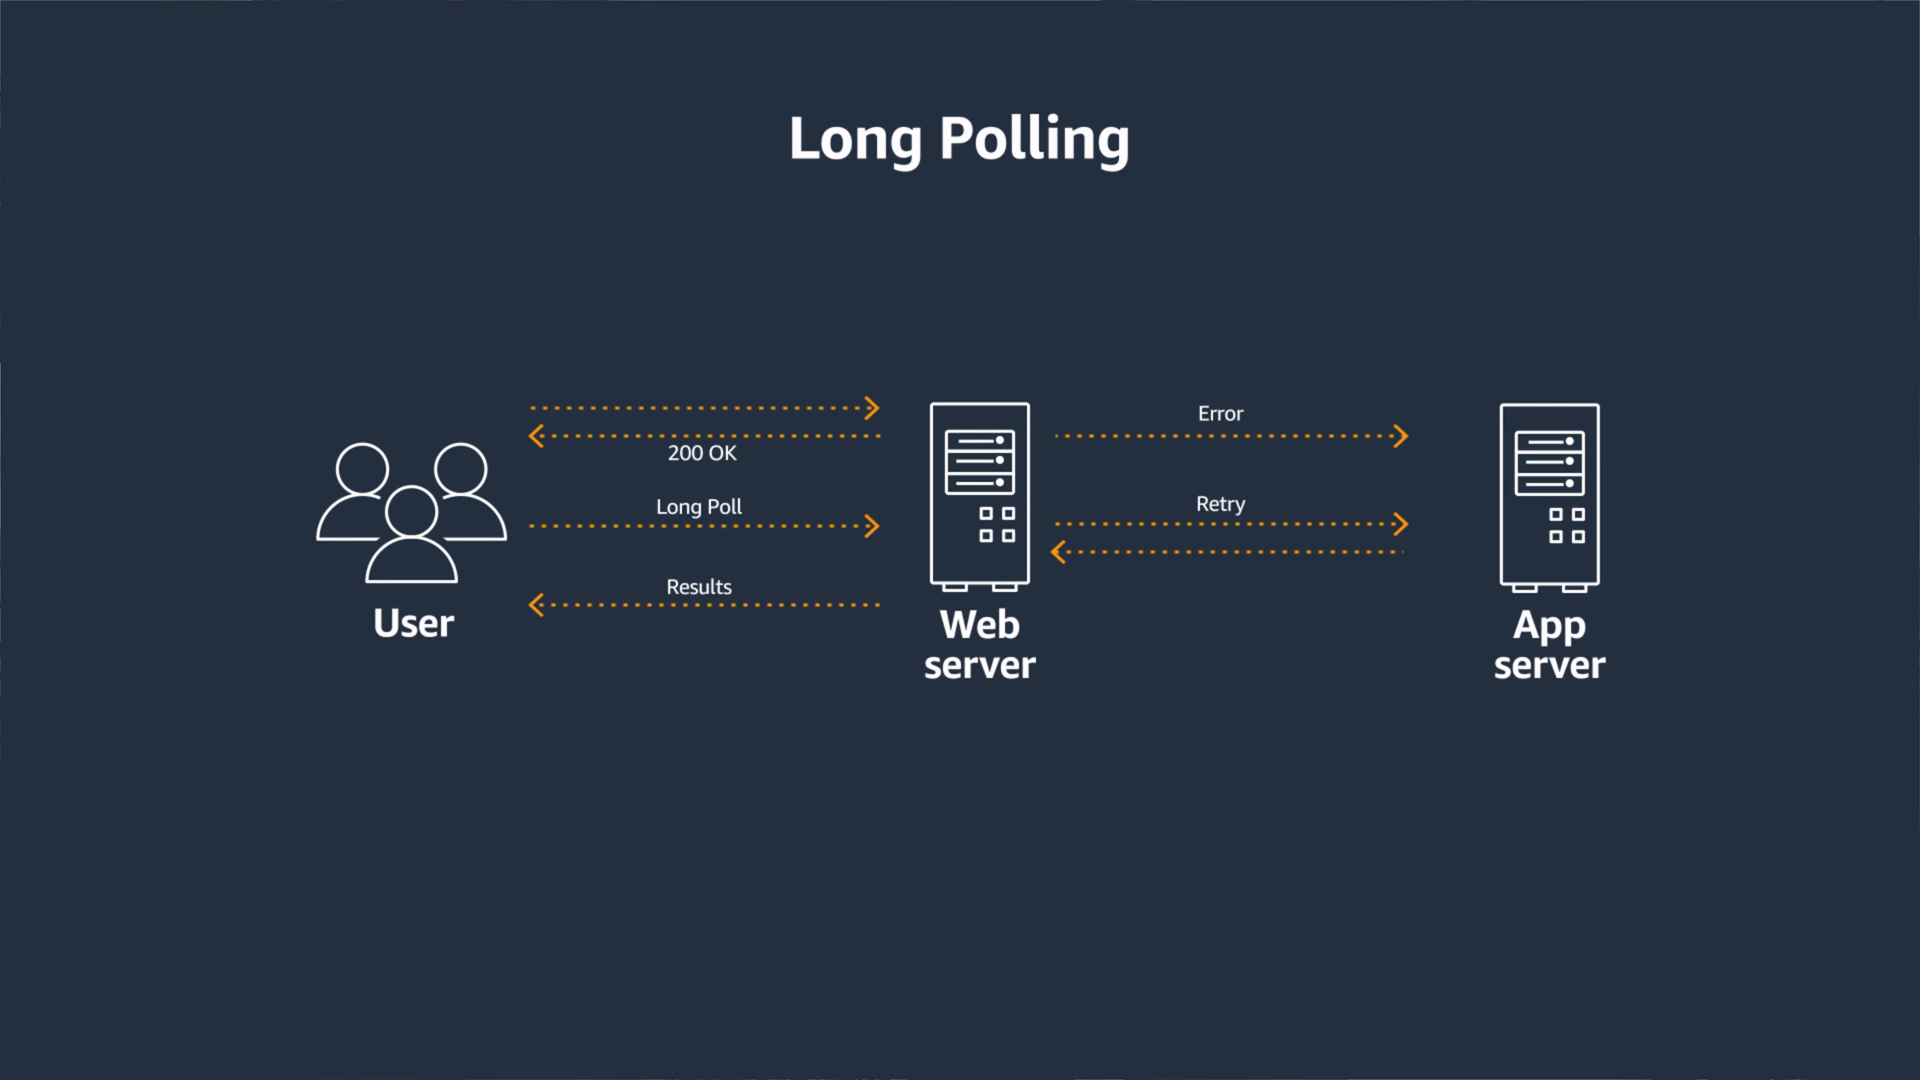 Long Polling
200 OK
Long Poll
Results
Error
Retry
User
Web
server
App
server